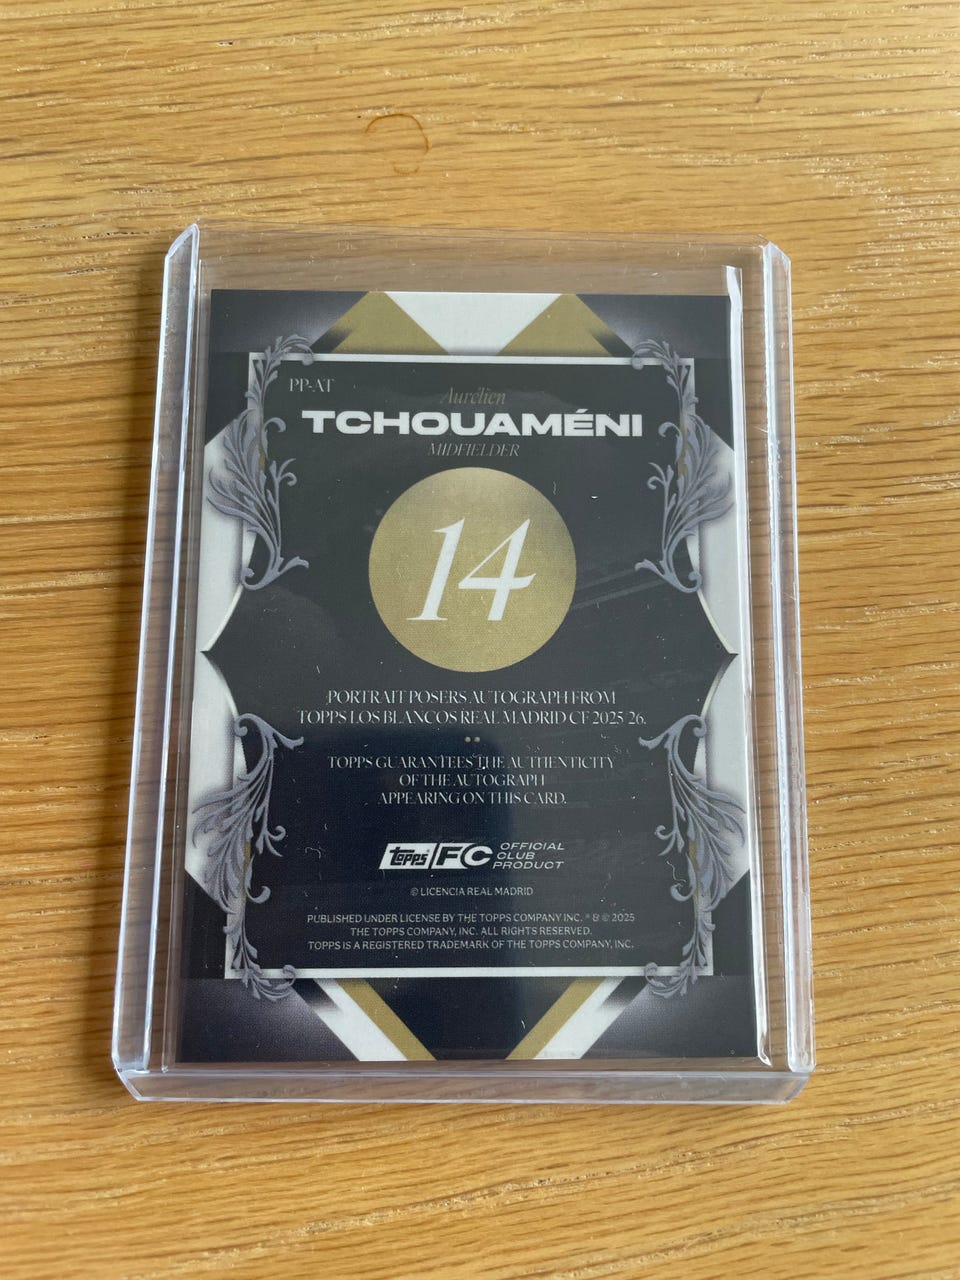 PP-AT
Aurélien
TCHOUAMÉNI
MIDFIELDER
14
PORTRAIT POSERS AUTOGRAPH FROM
TOPPS LOS BLANCOS REAL MADRID CF 2025/26.
TOPPS GUARANTEES THE AUTHENTICITY
OF THE AUTOGRAPH
APPEARING ON THIS CARD.
Topps FC OFFICIAL
CLUB
PRODUCT
© LICENCIA REAL MADRID
PUBLISHED UNDER LICENSE BY THE TOPPS COMPANY INC. ® & © 2025
THE TOPPS COMPANY, INC. ALL RIGHTS RESERVED.
TOPPS IS A REGISTERED TRADEMARK OF THE TOPPS COMPANY, INC.